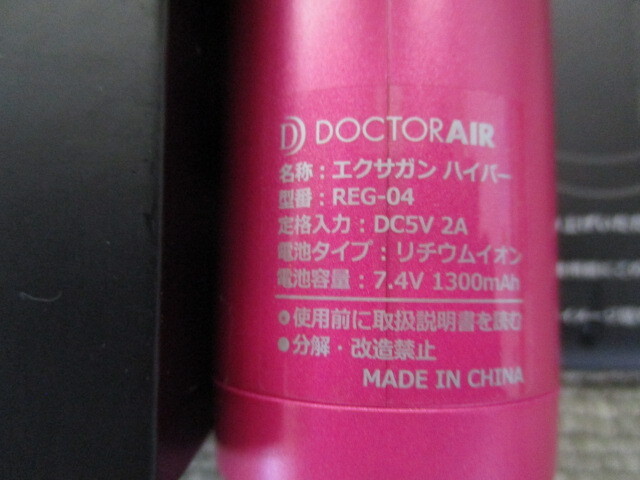 DOCTORAIR
名称：エクサガン ハイパー
型番：REG-04
定格入力：DC5V 2A
電池タイプ：リチウムイオン
電池容量：7.4V 1300mAh
●使用前に取扱説明書を読む
●分解・改造禁止
MADE IN CHINA